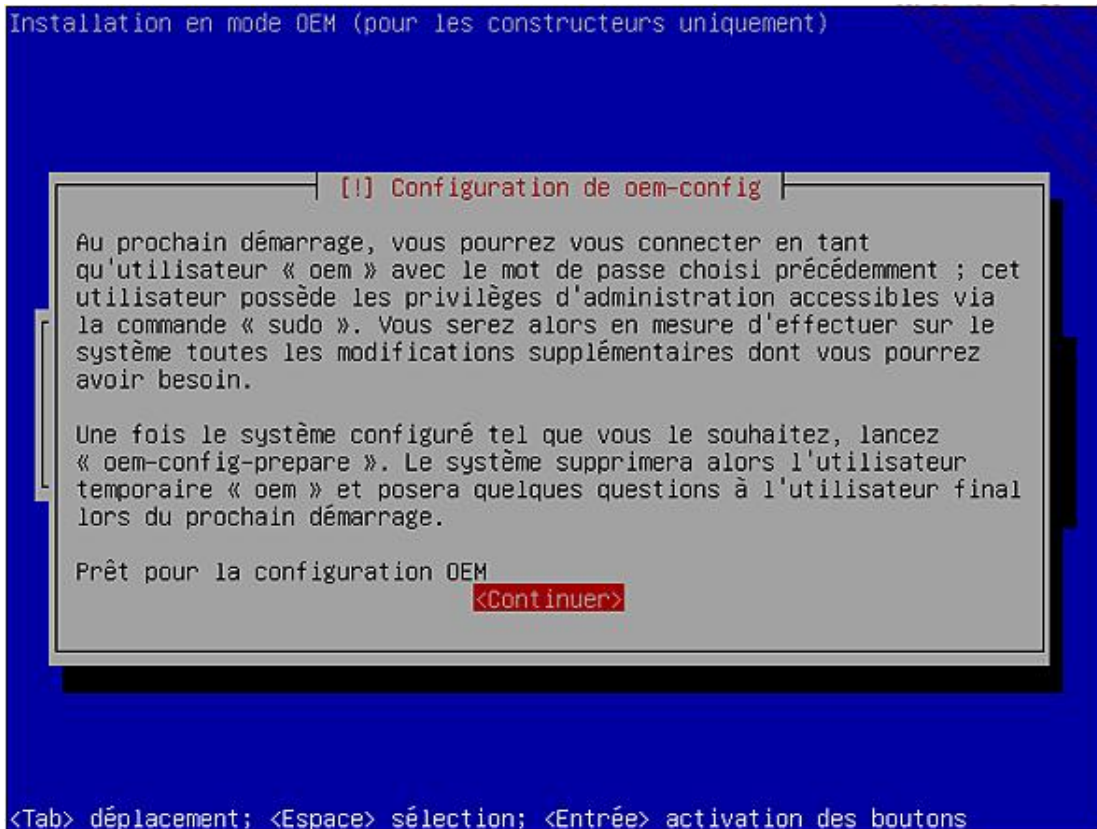 Installation en mode OEM (pour les constructeurs uniquement)
[!] Configuration de oem-config
Au prochain démarrage, vous pourrez vous connecter en tant
qu'utilisateur « oem » avec le mot de passe choisi précédemment ; cet
utilisateur possède les privilèges d'administration accessibles via
la commande « sudo ». Vous serez alors en mesure d'effectuer sur le
système toutes les modifications supplémentaires dont vous pourrez
avoir besoin.
Une fois le système configuré tel que vous le souhaitez, lancez
« oem-config-prepare ». Le système supprimera alors l'utilisateur
temporaire « oem » et posera quelques questions à l'utilisateur final
lors du prochain démarrage.
Prêt pour la configuration OEM
<Continuer>
<Tab> déplacement; <Espace> sélection; <Entrée> activation des boutons